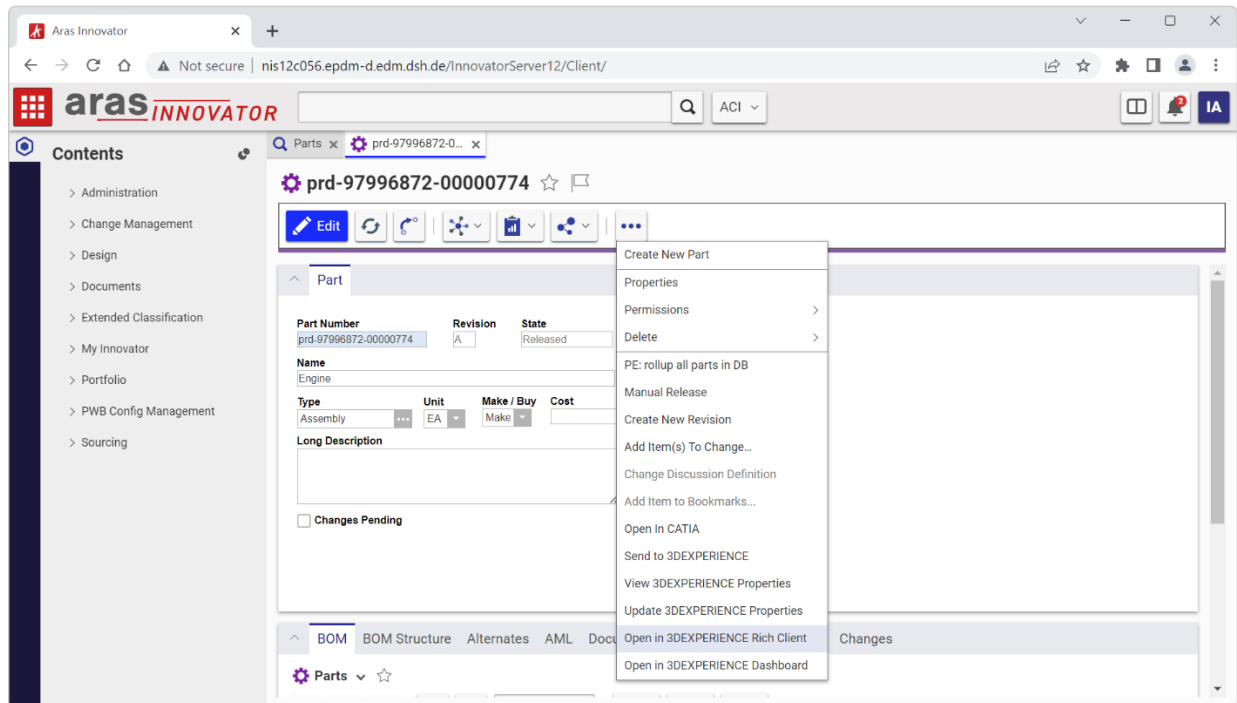 Aras Innovator
Not secure | nis12c056.epdm-d.edm.dsh.de/InnovatorServer12/Client/
aras INNOVATOR
ACI
2
IA
Contents
Administration
Change Management
Design
Documents
Extended Classification
My Innovator
Portfolio
PWB Config Management
Sourcing
Parts
prd-97996872-0...
prd-97996872-00000774
Edit
Part
Part Number Revision State
prd-97996872-00000774 A Released
Name
Engine
Type Unit Make / Buy Cost
Assembly ... EA Make
Long Description
Changes Pending
Create New Part
Properties
Permissions
Delete
PE: rollup all parts in DB
Manual Release
Create New Revision
Add Item(s) To Change...
Change Discussion Definition
Add Item to Bookmarks...
Open In CATIA
Send to 3DEXPERIENCE
View 3DEXPERIENCE Properties
Update 3DEXPERIENCE Properties
Open in 3DEXPERIENCE Rich Client
Open in 3DEXPERIENCE Dashboard
BOM BOM Structure Alternates AML Docu Changes
Parts